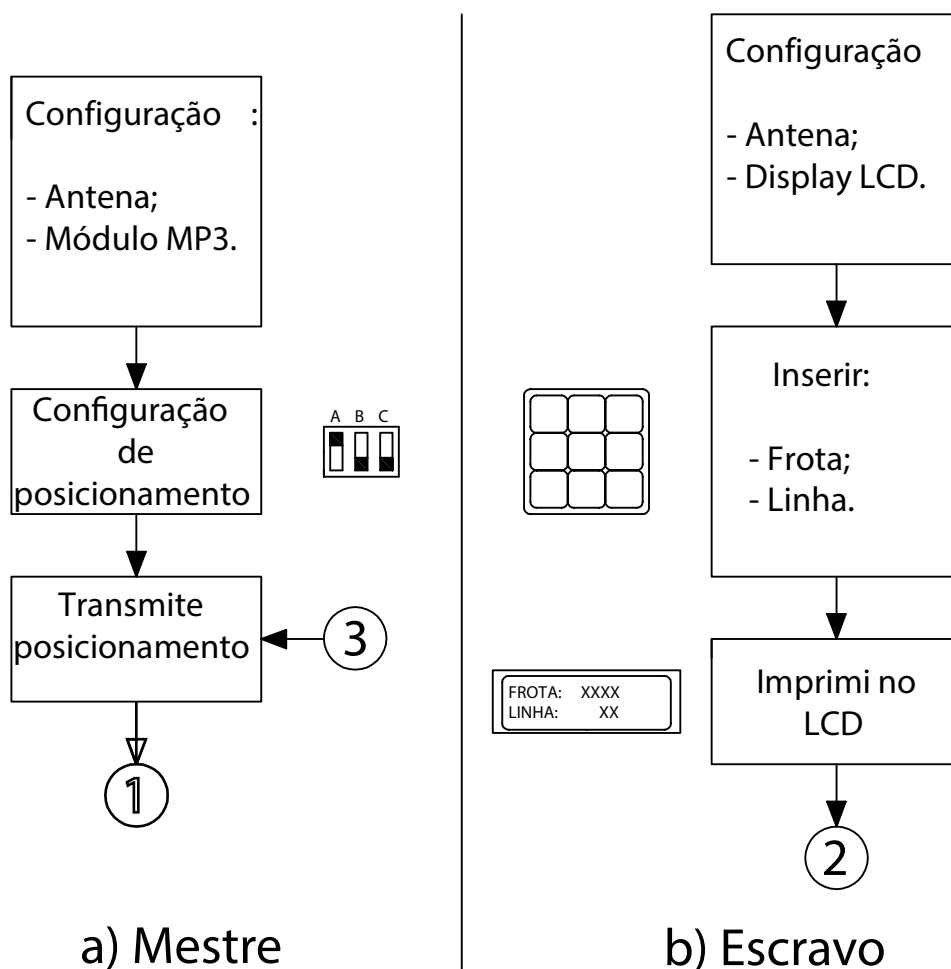 Configuração :
- Antena;
- Módulo MP3.
Configuração
de
posicionamento
A B C
Transmite
posicionamento
3
1
a) Mestre
Configuração
- Antena;
- Display LCD.
Inserir:
- Frota;
- Linha.
FROTA: XXXX
LINHA: XX
Imprimi no
LCD
2
b) Escravo